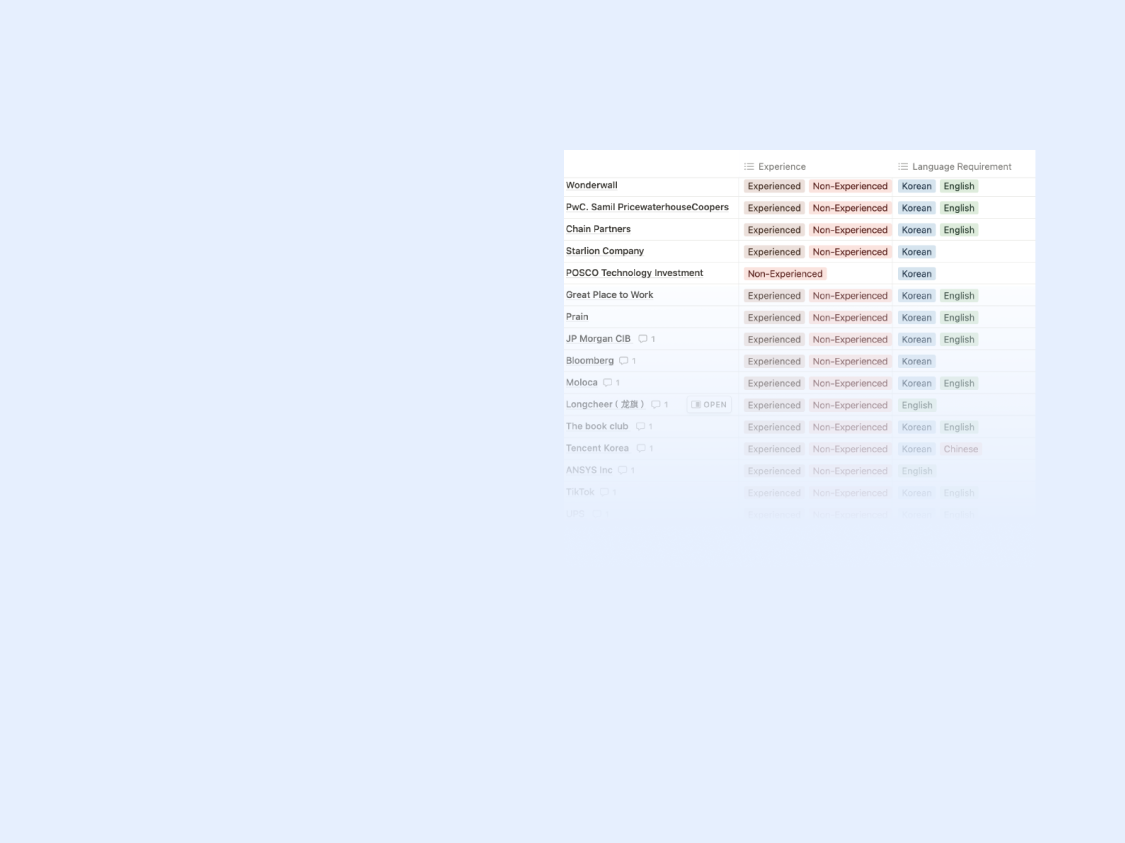 Experience Language Requirement
Wonderwall Experienced Non-Experienced Korean English
PwC. Samil PricewaterhouseCoopers Experienced Non-Experienced Korean English
Chain Partners Experienced Non-Experienced Korean English
Starlion Company Experienced Non-Experienced Korean
POSCO Technology Investment Non-Experienced Korean
Great Place to Work Experienced Non-Experienced Korean English
Prain Experienced Non-Experienced Korean English
JP Morgan CIB 1 Experienced Non-Experienced Korean English
Bloomberg 1 Experienced Non-Experienced Korean
Moloca 1 Experienced Non-Experienced Korean English
Longcheer ( 龙旗 ) 1 OPEN Experienced Non-Experienced English
The book club 1 Experienced Non-Experienced Korean English
Tencent Korea 1 Experienced Non-Experienced Korean Chinese
ANSYS Inc 1 Experienced Non-Experienced English
TikTok Experienced Non-Experienced Korean English
UPS